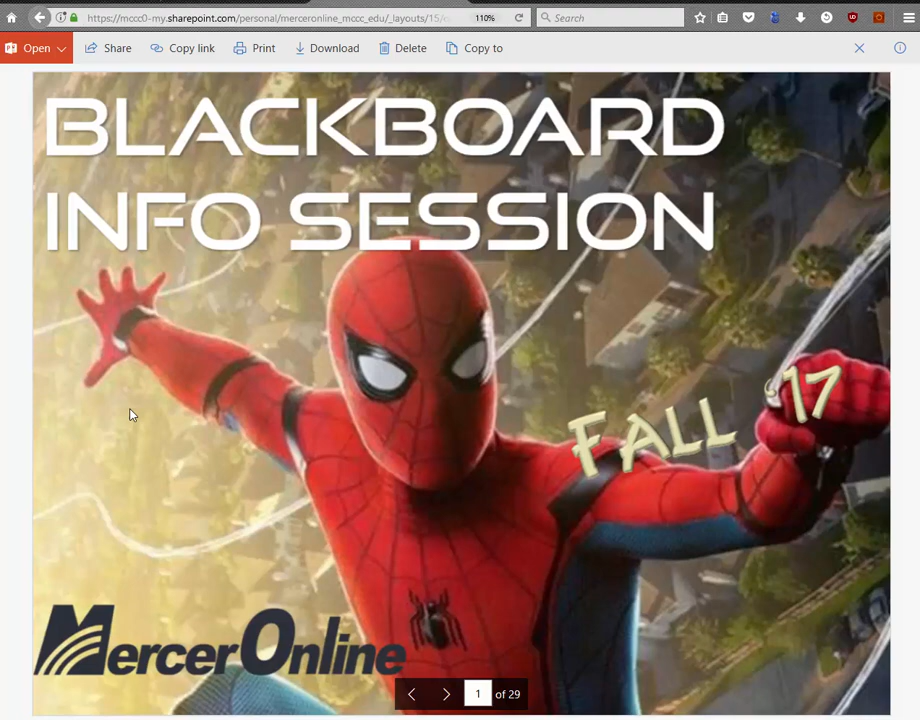 https://mccc0-my.sharepoint.com/personal/merceronline_mccc_edu/_layouts/15/
110%
Search
Open
Share
Copy link
Print
Download
Delete
Copy to
BLACKBOARD
INFO SESSION
FALL 17
MercerOnline
1 of 29